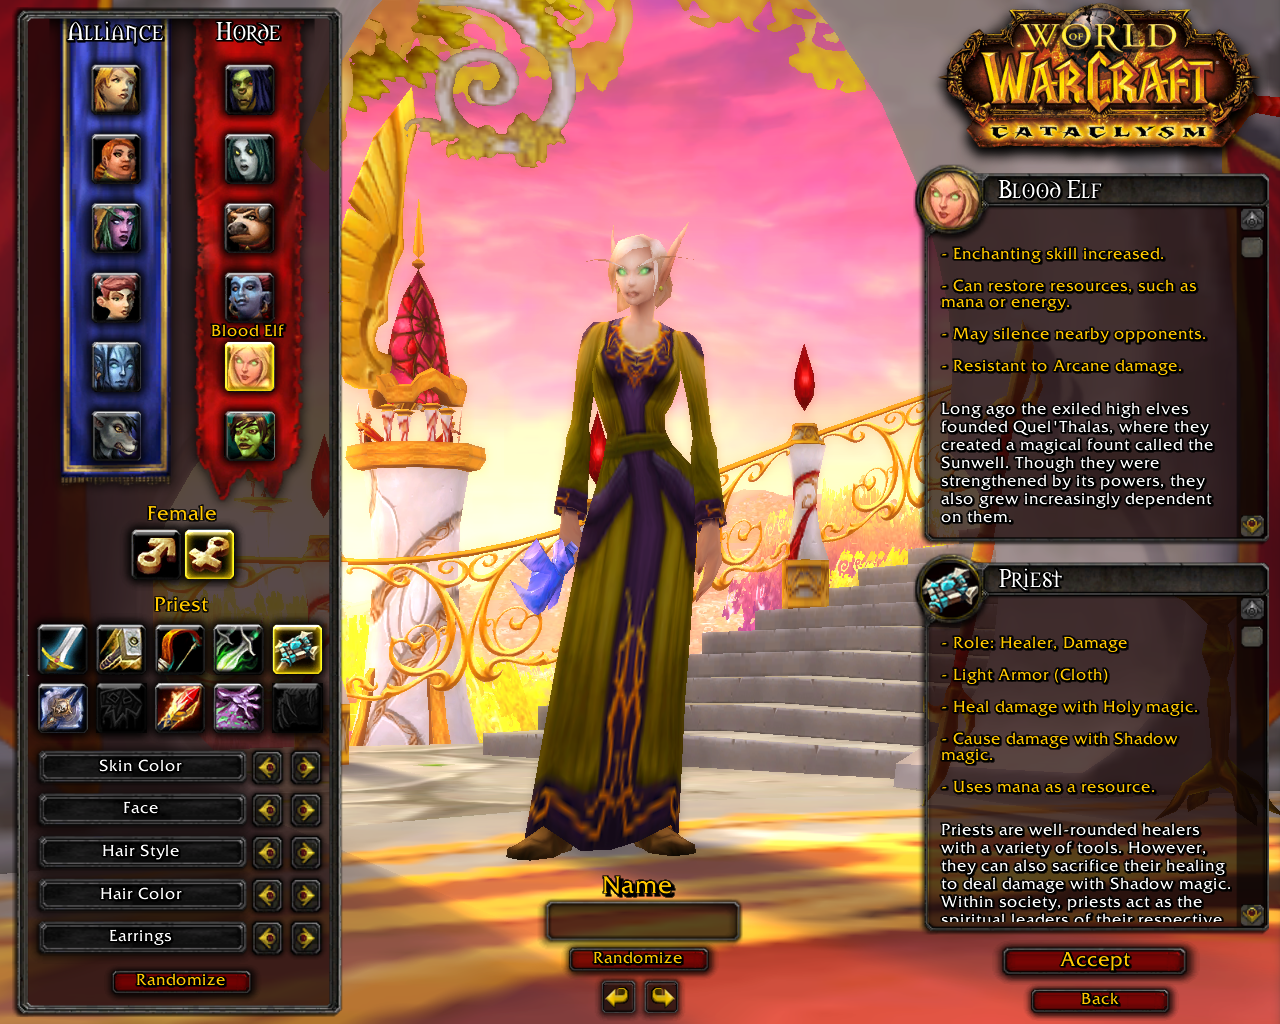 Alliance
Horde
Blood Elf
Female
Priest
Skin Color
Face
Hair Style
Hair Color
Earrings
Randomize
Name
Randomize
World
of
Warcraft
Cataclysm
Blood Elf
- Enchanting skill increased.
- Can restore resources, such as
mana or energy.
- May silence nearby opponents.
- Resistant to Arcane damage.
Long ago the exiled high elves
founded Quel'Thalas, where they
created a magical fount called the
Sunwell. Though they were
strengthened by its powers, they
also grew increasingly dependent
on them.
Priest
- Role: Healer, Damage
- Light Armor (Cloth)
- Heal damage with Holy magic.
- Cause damage with Shadow
magic.
- Uses mana as a resource.
Priests are well-rounded healers
with a variety of tools. However,
they can also sacrifice their healing
to deal damage with Shadow magic.
Within society, priests act as the
spiritual leaders of their respective
Accept
Back